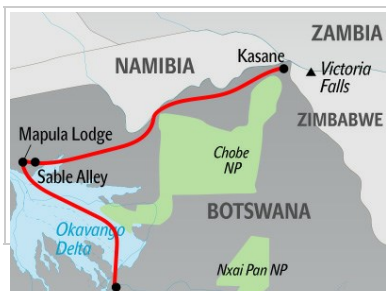 ZAMBIA
Kasane
NAMIBIA
Victoria
Falls
ZIMBABWE
Mapula Lodge
Sable Alley
Chobe
NP
BOTSWANA
Okavango
Delta
Nxai Pan NP